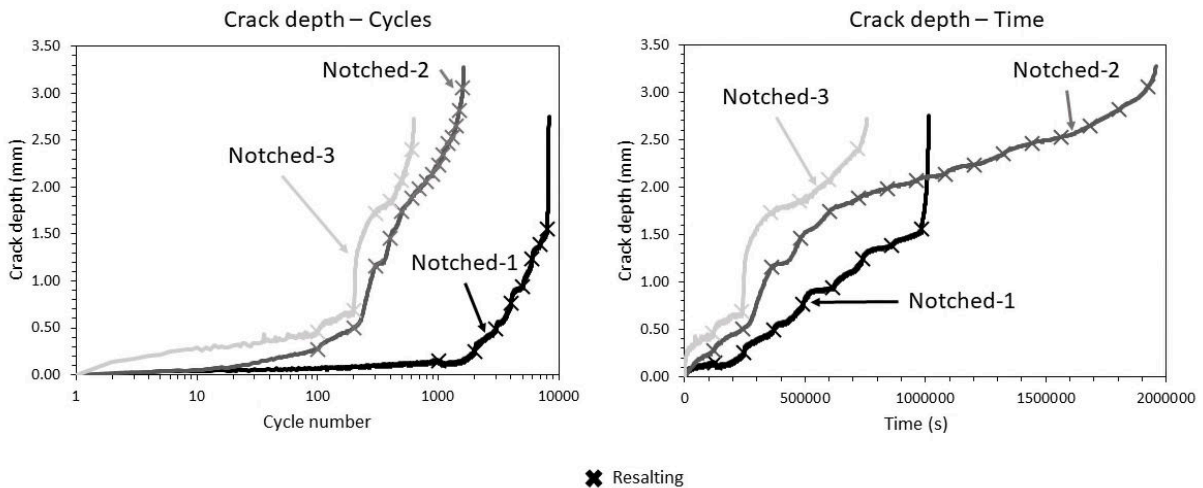 Crack depth – Cycles
3.50
3.00
2.50
2.00
1.50
1.00
0.50
0.00
Crack depth (mm)
Notched-2
Notched-3
Notched-1
1 10 100 1000 10000
Cycle number
Crack depth – Time
3.50
3.00
2.50
2.00
1.50
1.00
0.50
0.00
Crack depth (mm)
Notched-2
Notched-3
Notched-1
0 500000 1000000 1500000 2000000
Time (s)
Resalting